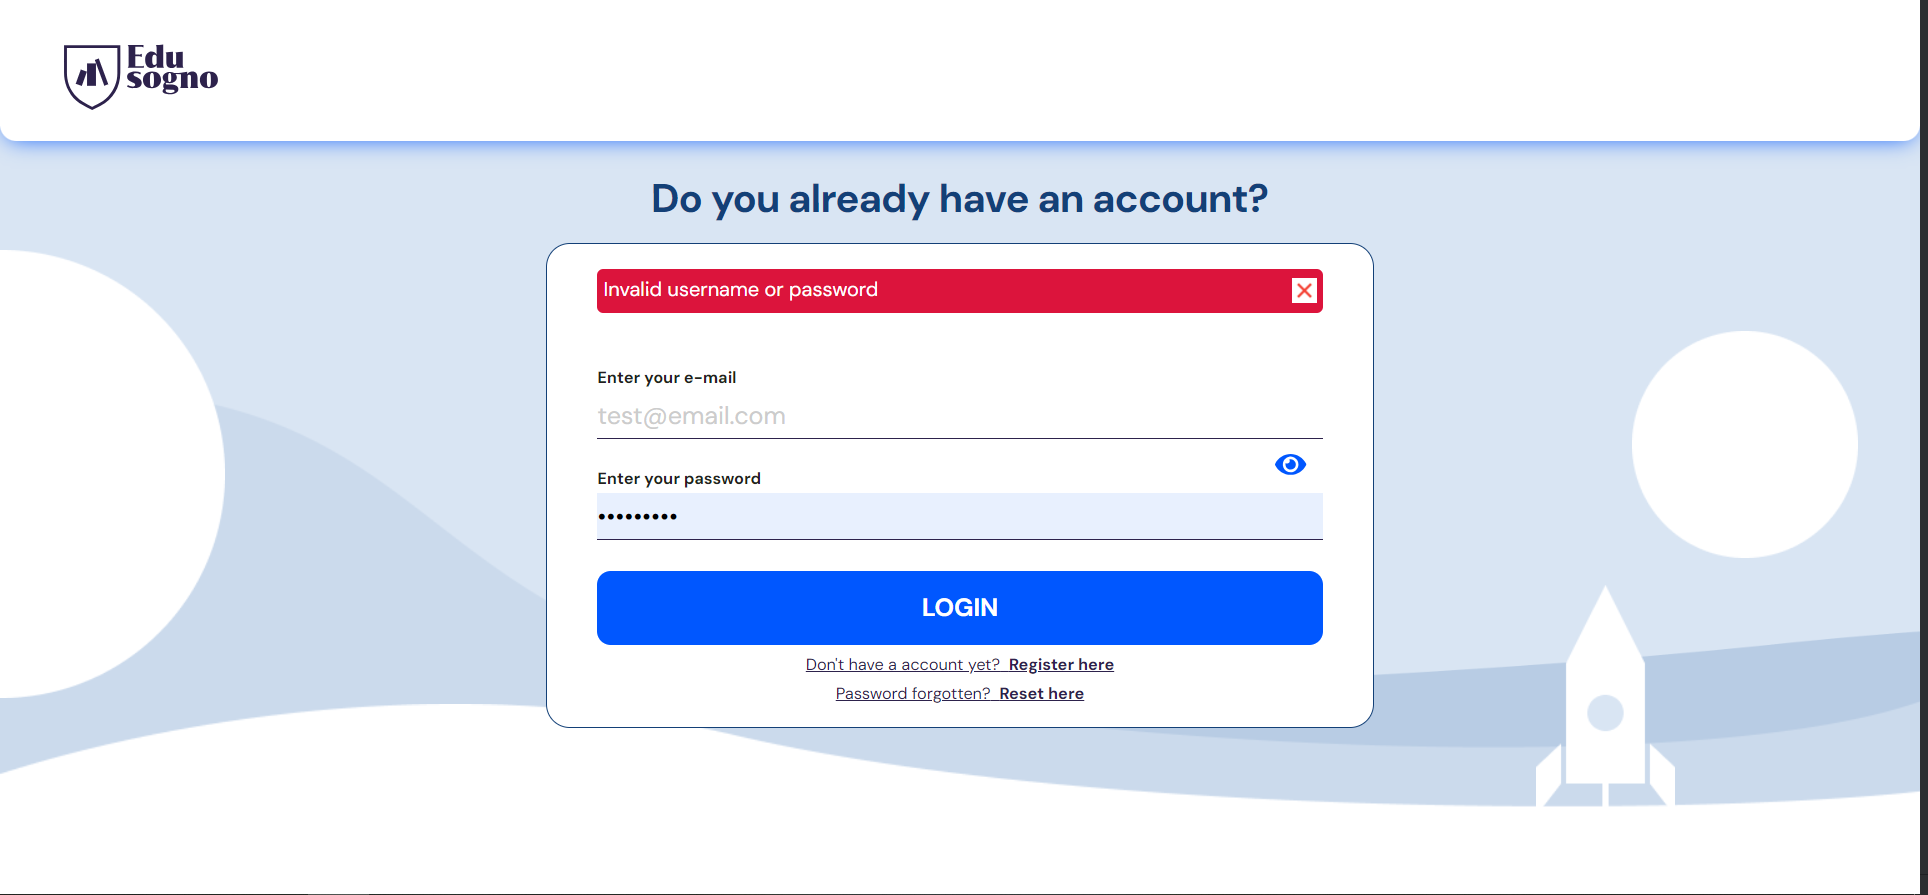 Edu
sogno
Do you already have an account?
Invalid username or password
Enter your e-mail
test@email.com
Enter your password
•••••••••
LOGIN
Don't have a account yet? Register here
Password forgotten? Reset here